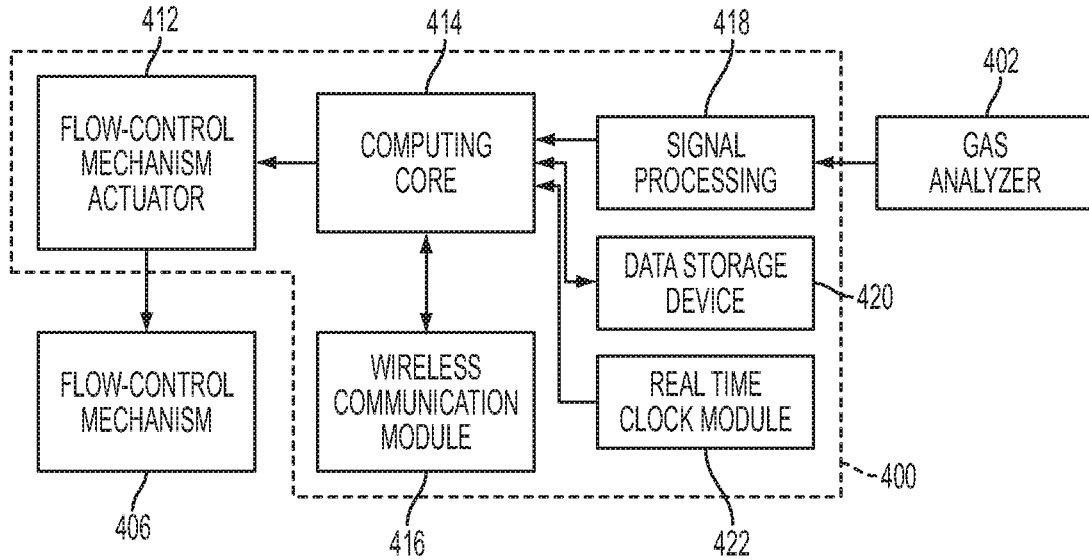 412
414
418
402
FLOW-CONTROL
MECHANISM
ACTUATOR
COMPUTING
CORE
SIGNAL
PROCESSING
GAS
ANALYZER
DATA STORAGE
DEVICE
420
FLOW-CONTROL
MECHANISM
WIRELESS
COMMUNICATION
MODULE
REAL TIME
CLOCK MODULE
400
406
416
422